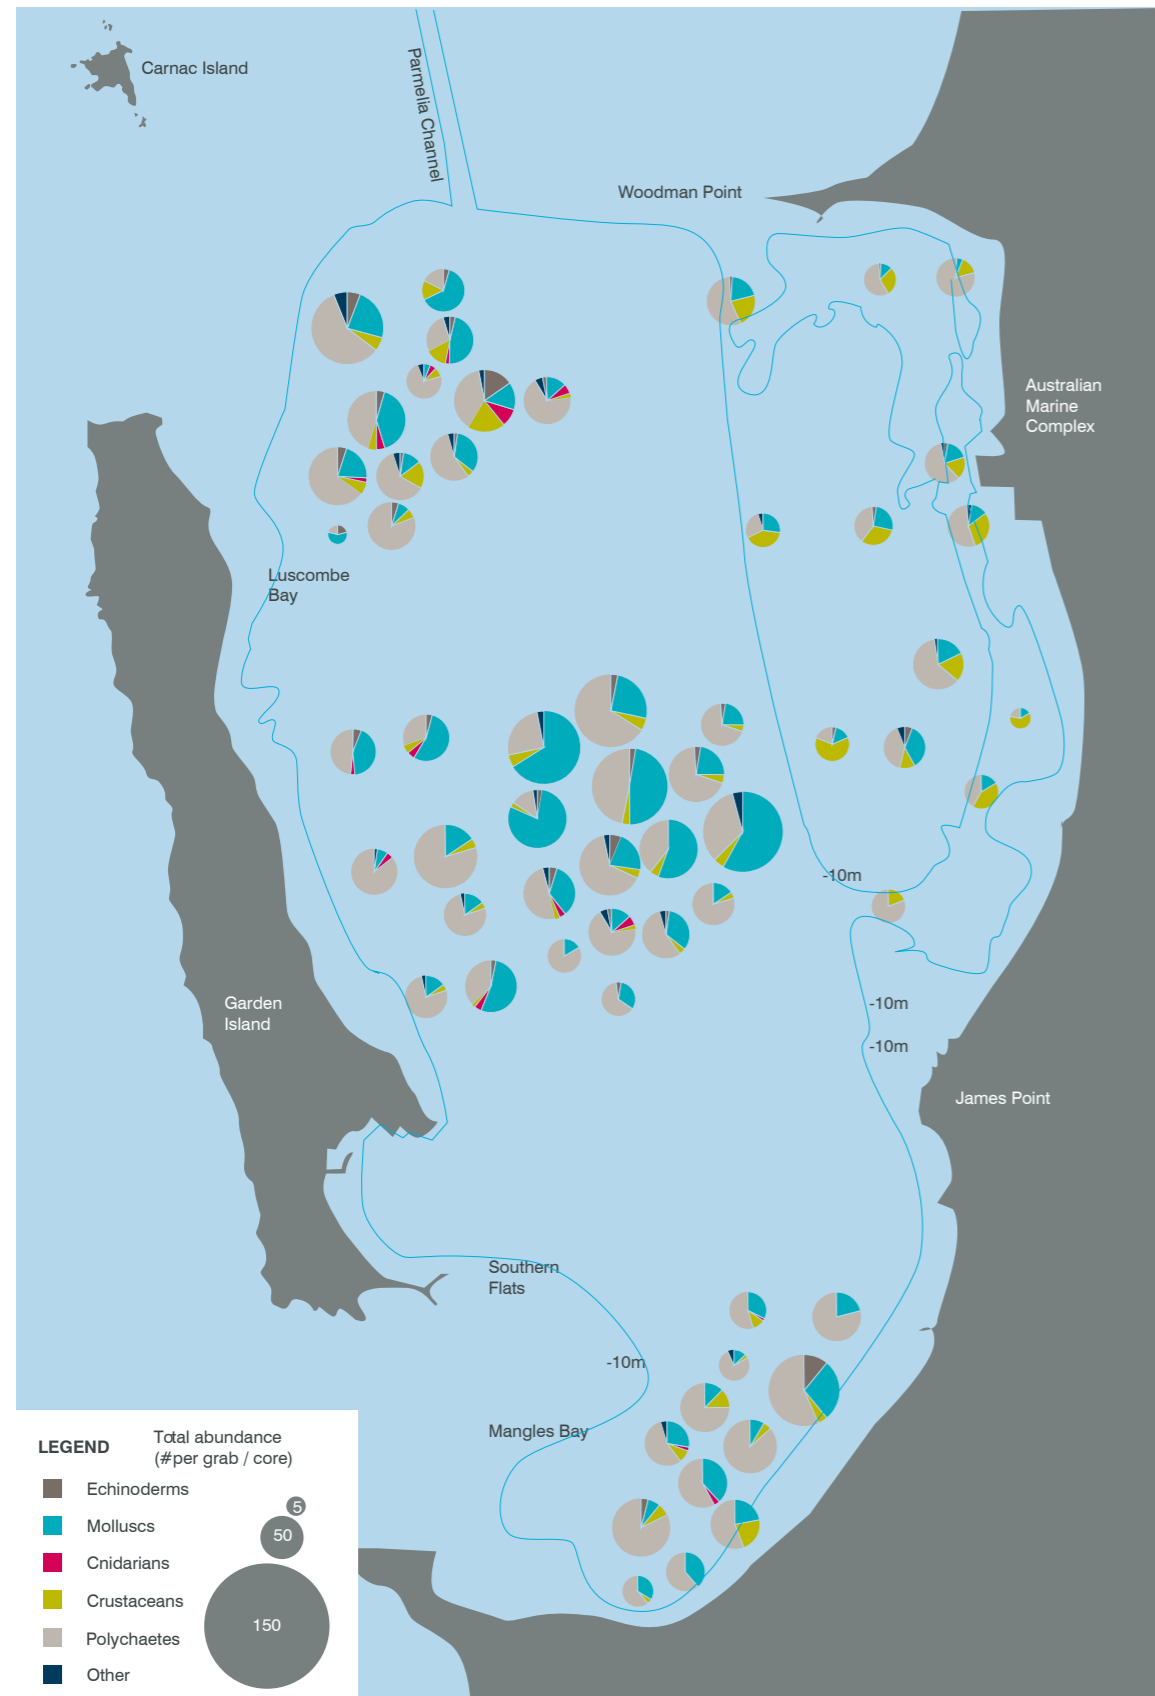 Carnac Island
Parmelia Channel
Woodman Point
Australian
Marine
Complex
Luscombe
Bay
-10m
Garden
Island
-10m
-10m
James Point
Southern
Flats
-10m
Mangles Bay
LEGEND
Total abundance
(#per grab / core)
Echinoderms
Molluscs
Cnidarians
Crustaceans
Polychaetes
Other
5
50
150